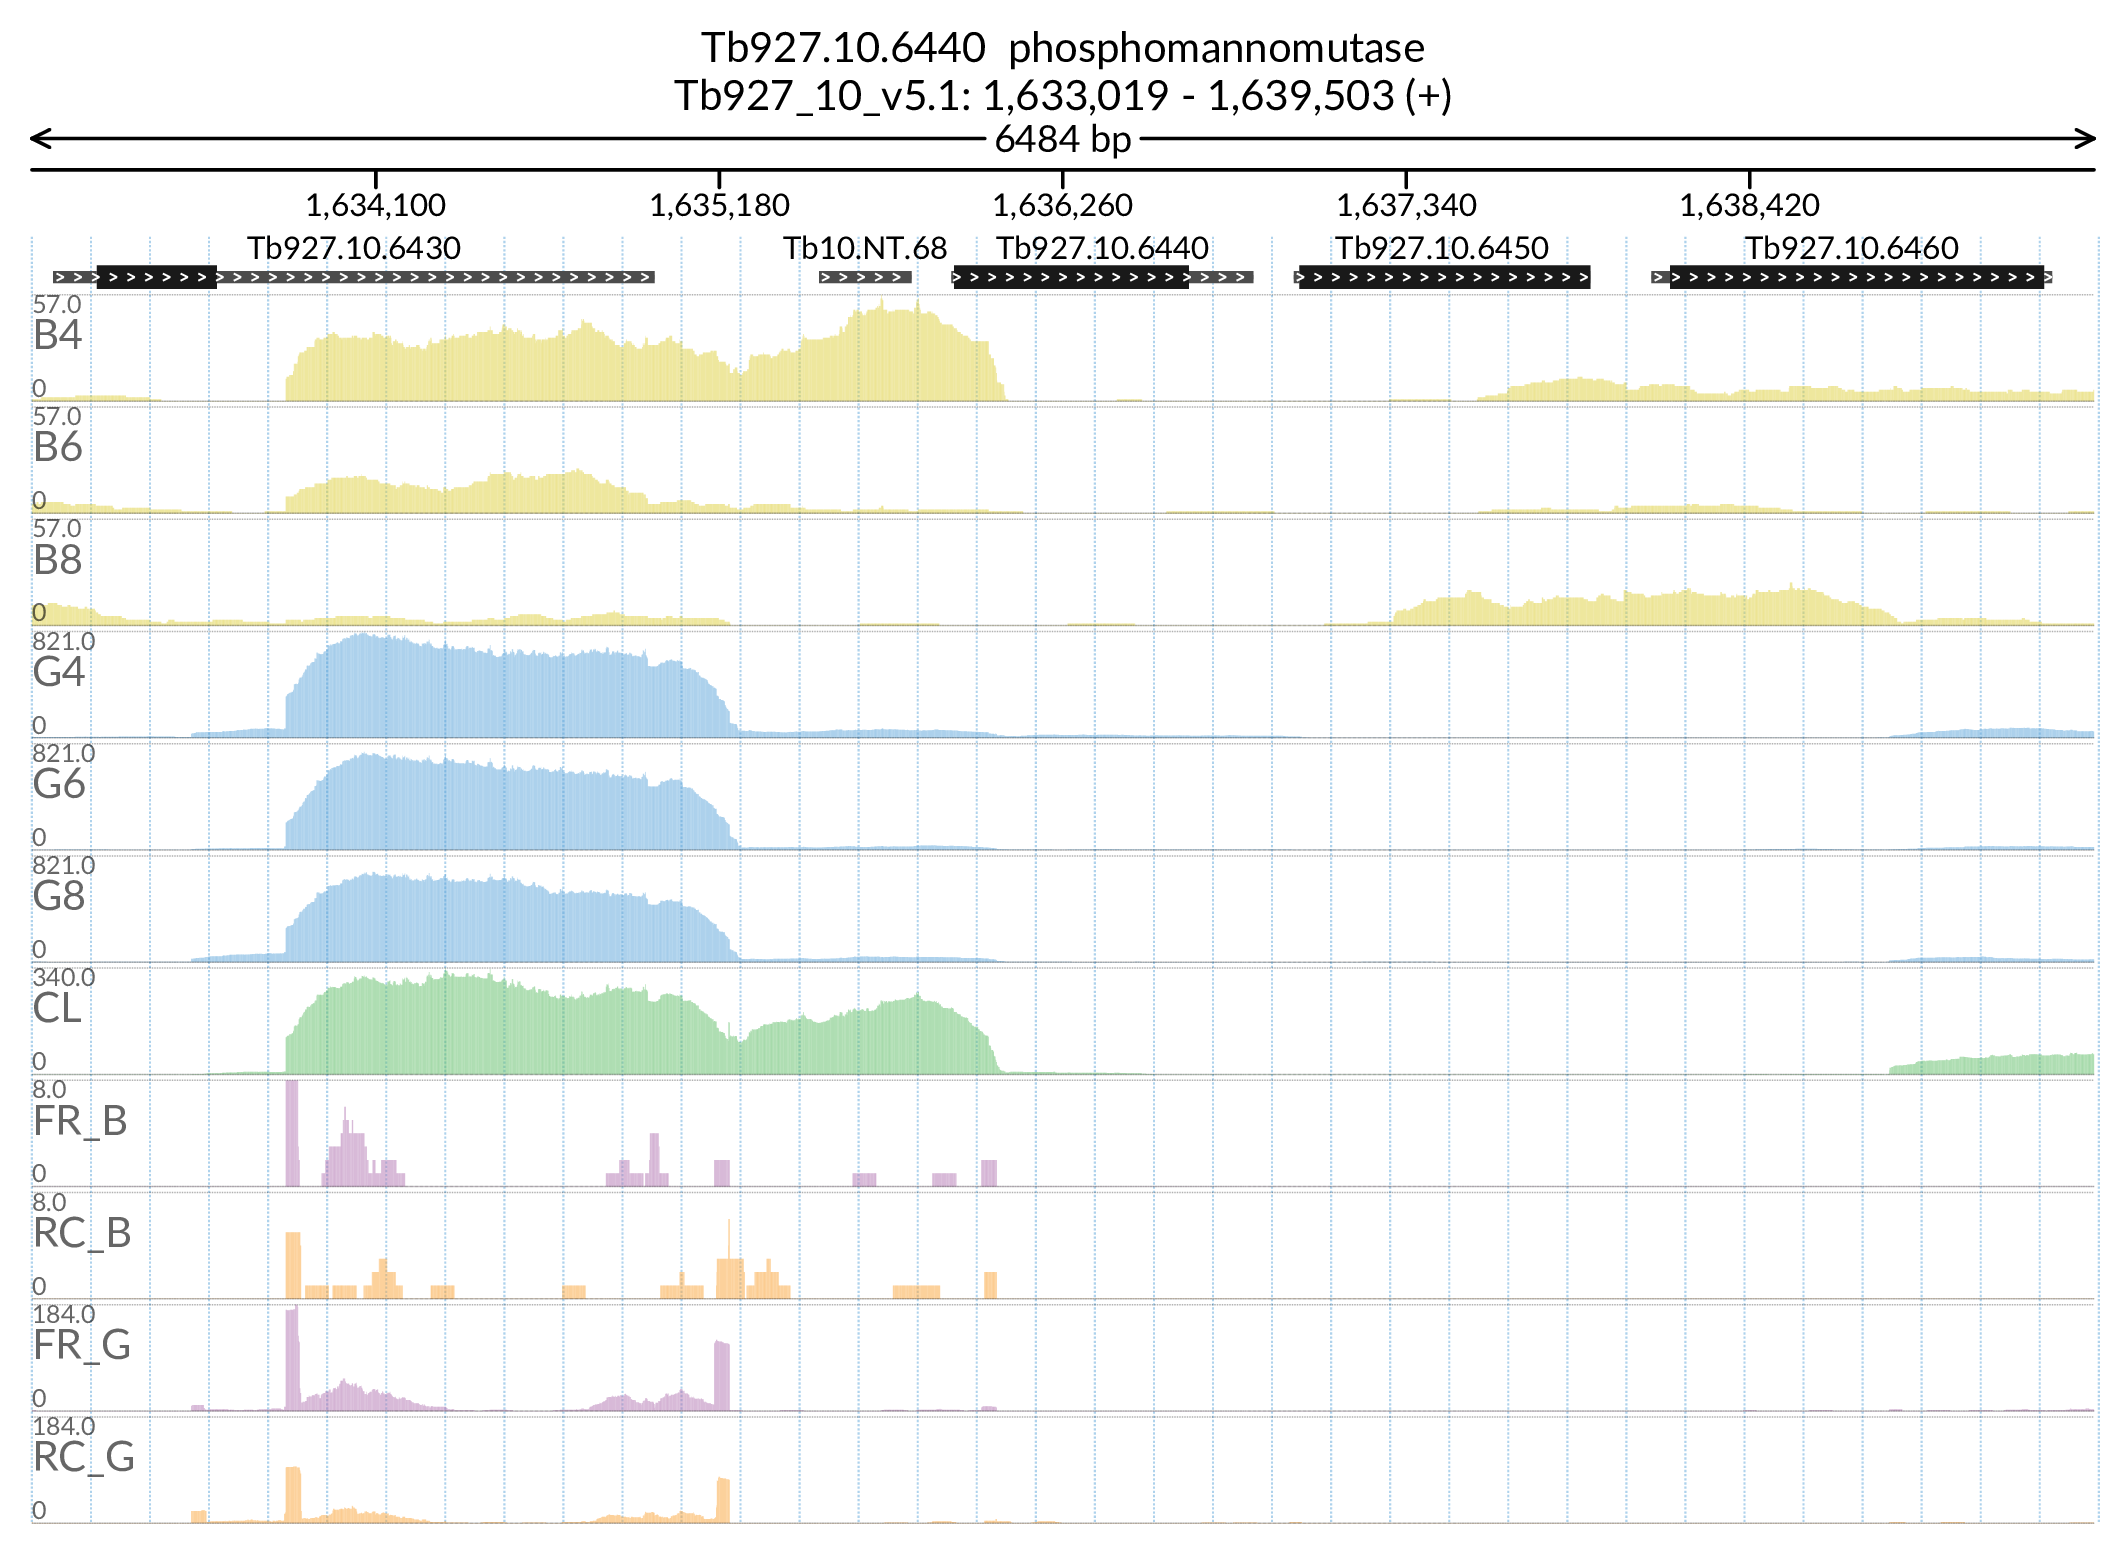 Tb927.10.6440  phosphomannomutase
Tb927_10_v5.1: 1,633,019 - 1,639,503 (+)
6484 bp
1,634,100 1,635,180 1,636,260 1,637,340 1,638,420
Tb927.10.6430 Tb10.NT.68 Tb927.10.6440 Tb927.10.6450 Tb927.10.6460
57.0
B4
0
57.0
B6
0
57.0
B8
0
821.0
G4
0
821.0
G6
0
821.0
G8
0
340.0
CL
0
8.0
FR_B
0
8.0
RC_B
0
184.0
FR_G
0
184.0
RC_G
0